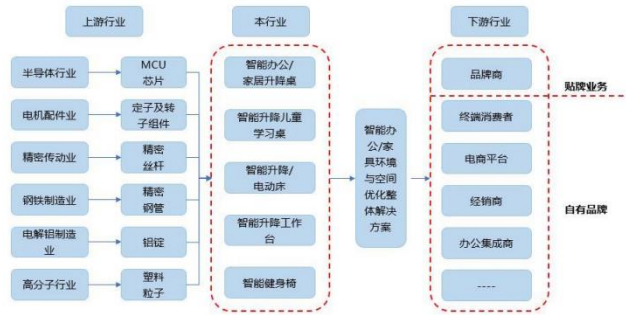 上游行业
本行业
下游行业
半导体行业
MCU
芯片
电机配件业
定子及转
子组件
精密传动业
精密
丝杆
钢铁制造业
精密
钢管
电解铝制造
业
铝锭
高分子行业
塑料
粒子
智能办公/
家居升降桌
智能升降儿童
学习桌
智能升降/
电动床
智能升降工作
台
智能健身椅
智能办
公/家
具环境
与空间
优化整
体解决
方案
品牌商
终端消费者
电商平台
经销商
办公集成商
----
贴牌业务
自有品牌